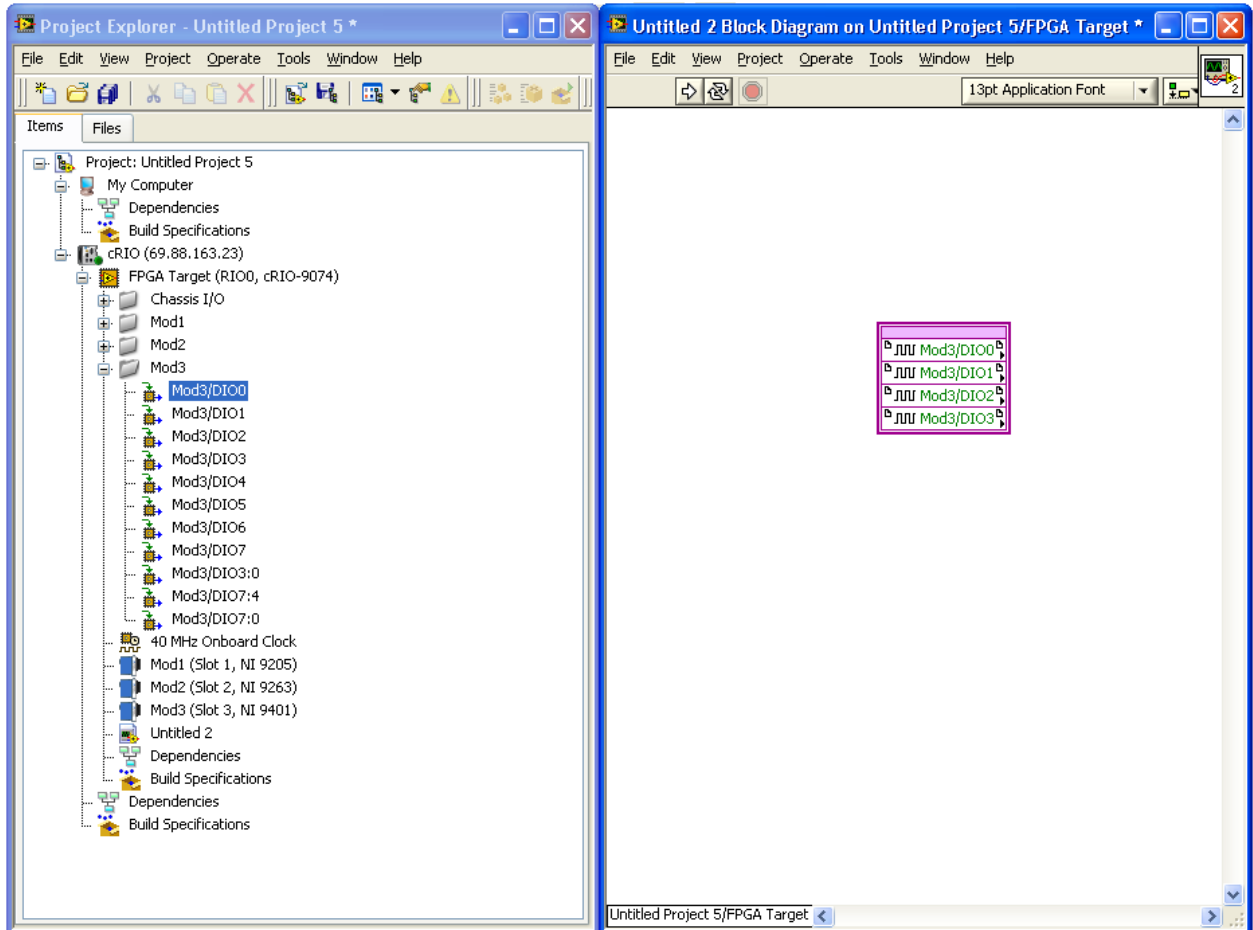 Project Explorer - Untitled Project 5 *
File Edit View Project Operate Tools Window Help
Items Files
Project: Untitled Project 5
My Computer
Dependencies
Build Specifications
cRIO (69.88.163.23)
FPGA Target (RIO0, cRIO-9074)
Chassis I/O
Mod1
Mod2
Mod3
Mod3/DIO0
Mod3/DIO1
Mod3/DIO2
Mod3/DIO3
Mod3/DIO4
Mod3/DIO5
Mod3/DIO6
Mod3/DIO7
Mod3/DIO3:0
Mod3/DIO7:4
Mod3/DIO7:0
40 MHz Onboard Clock
Mod1 (Slot 1, NI 9205)
Mod2 (Slot 2, NI 9263)
Mod3 (Slot 3, NI 9401)
Untitled 2
Dependencies
Build Specifications
Dependencies
Build Specifications
Untitled 2 Block Diagram on Untitled Project 5/FPGA Target *
File Edit View Project Operate Tools Window Help
13pt Application Font
2
Mod3/DIO0
Mod3/DIO1
Mod3/DIO2
Mod3/DIO3
Untitled Project 5/FPGA Target